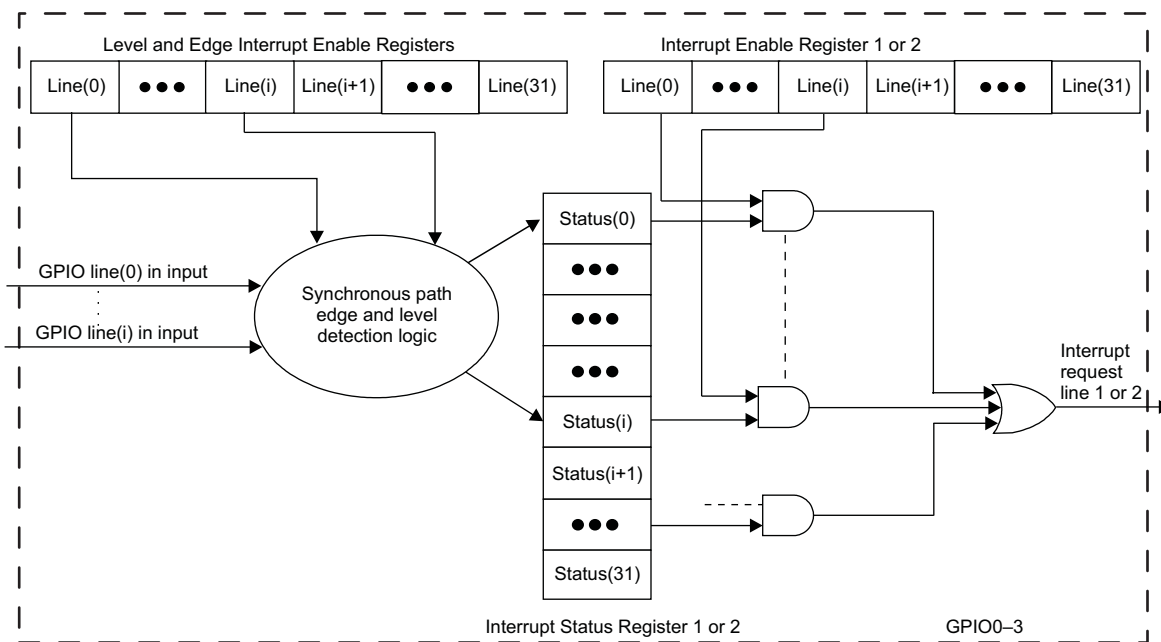 Level and Edge Interrupt Enable Registers
Interrupt Enable Register 1 or 2
Line(0) ●●● Line(i) Line(i+1) ●●● Line(31)
Line(0) ●●● Line(i) Line(i+1) ●●● Line(31)
GPIO line(0) in input
GPIO line(i) in input
Synchronous path
edge and level
detection logic
Status(0)
●●●
●●●
●●●
Status(i)
Status(i+1)
●●●
Status(31)
Interrupt
request
line 1 or 2
Interrupt Status Register 1 or 2
GPIO0–3